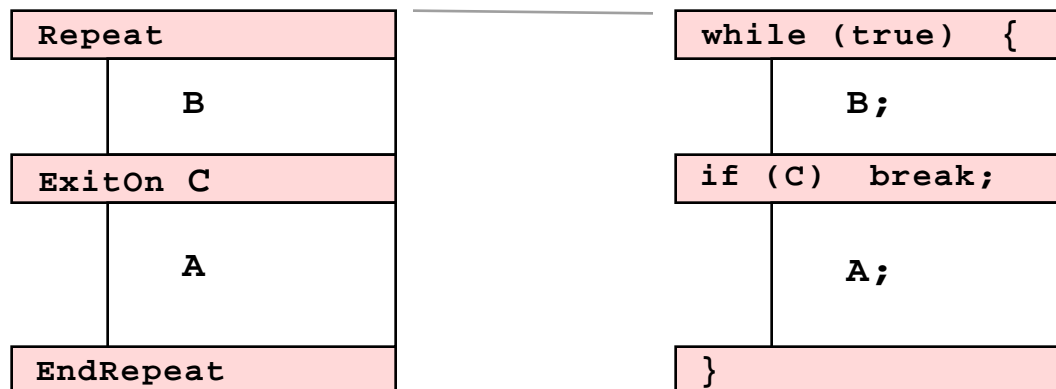 Repeat
B
ExitOn C
A
EndRepeat
while (true) {
B;
if (C) break;
A;
}